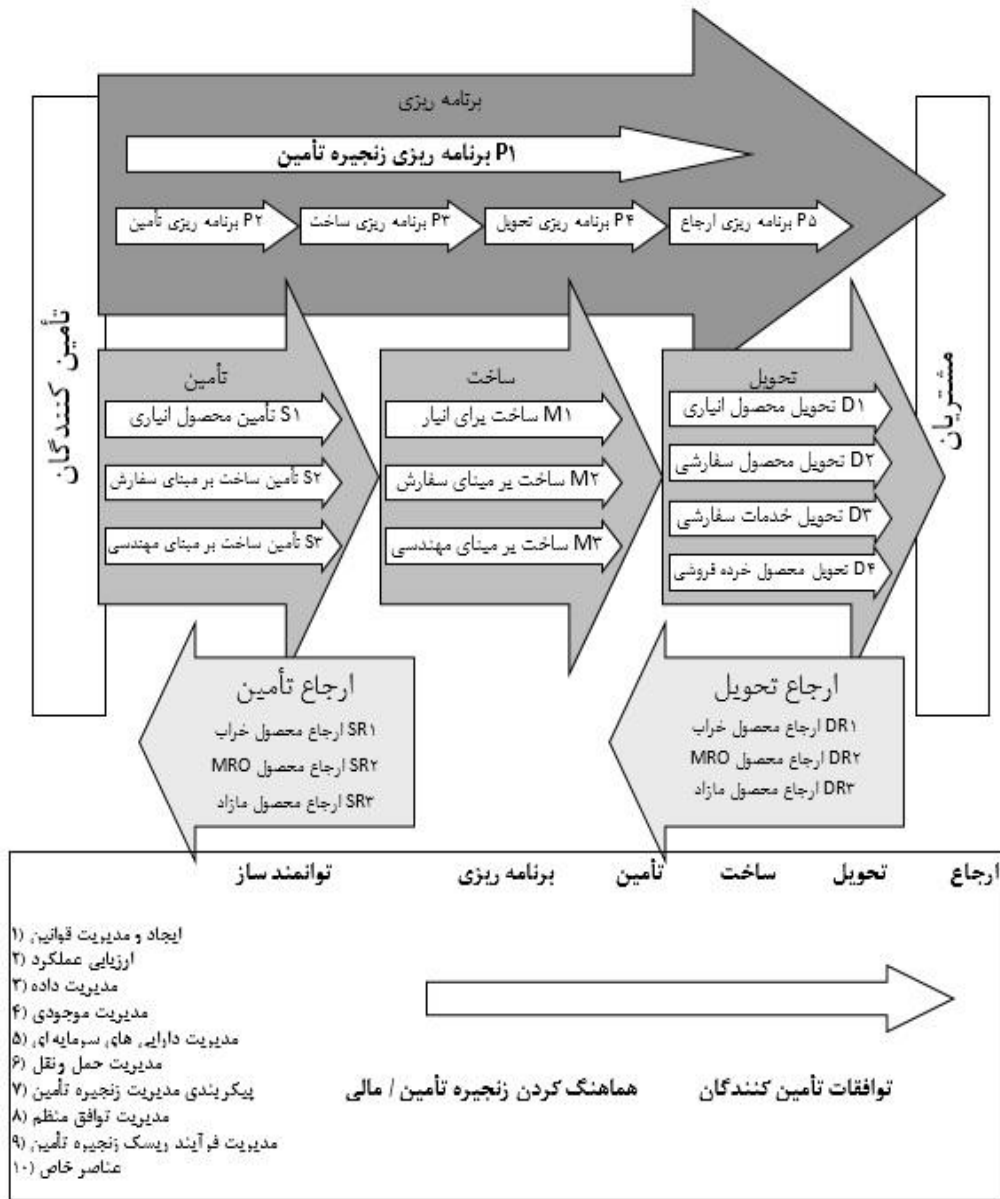 برنامه ریزی
P۱ برنامه ریزی زنجیره تأمین
P۲ برنامه ریزی تأمین
P۳ برنامه ریزی ساخت
P۴ برنامه ریزی تحویل
P۵ برنامه ریزی ارجاع
تأمین کنندگان
مشتریان
تأمین
S۱ تأمین محصول انباری
S۲ تأمین ساخت بر مبنای سفارش
S۳ تأمین ساخت بر مبنای مهندسی
ساخت
M۱ ساخت برای انبار
M۲ ساخت بر مبنای سفارش
M۳ ساخت بر مبنای مهندسی
تحویل
D۱ تحویل محصول انباری
D۲ تحویل محصول سفارشی
D۳ تحویل خدمات سفارشی
D۴ تحویل محصول خرده فروشی
ارجاع تأمین
SR۱ ارجاع محصول خراب
SR۲ ارجاع محصول MRO
SR۳ ارجاع محصول مازاد
ارجاع تحویل
DR۱ ارجاع محصول خراب
DR۲ ارجاع محصول MRO
DR۳ ارجاع محصول مازاد
توانمند ساز برنامه ریزی تأمین ساخت تحویل ارجاع
۱) ایجاد و مدیریت قوانین
۲) ارزیابی عملکرد
۳) مدیریت داده
۴) مدیریت موجودی
۵) مدیریت دارایی های سرمایه ای
۶) مدیریت حمل ونقل
۷) پیکربندی مدیریت زنجیره تأمین
۸) مدیریت توافق منظم
۹) مدیریت فرآیند ریسک زنجیره تأمین
۱۰) عناصر خاص
هماهنگ کردن زنجیره تأمین / مالی
توافقات تأمین کنندگان